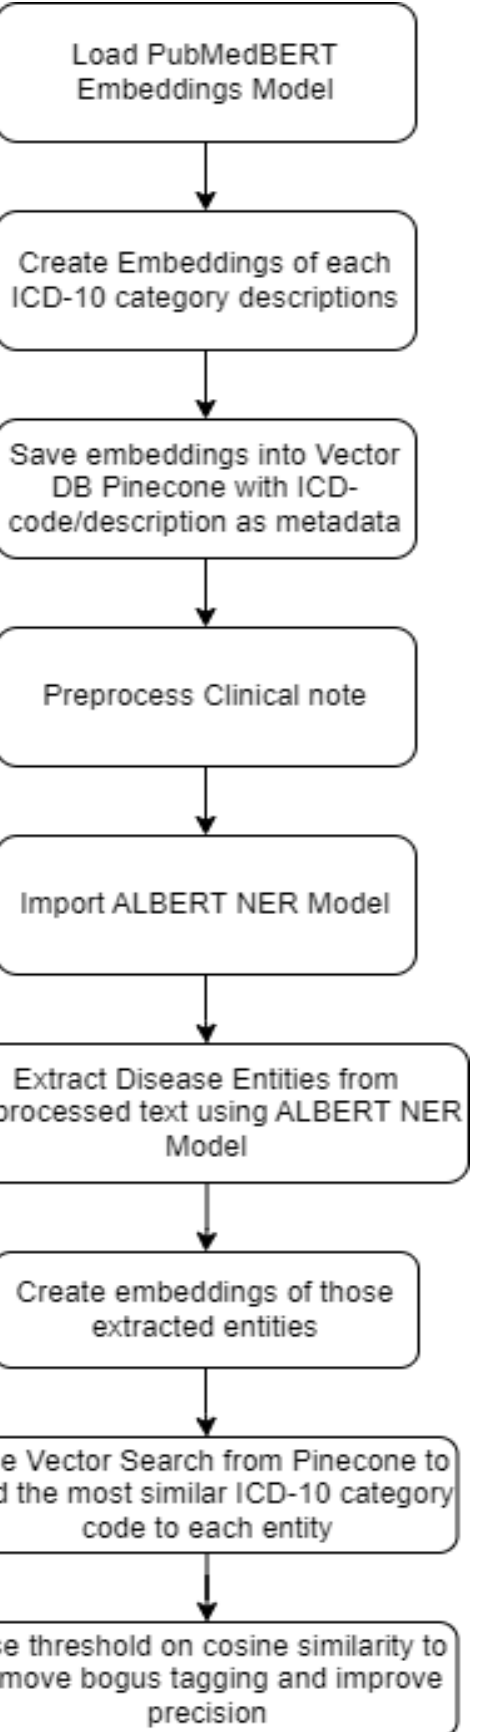 Load PubMedBERT
Embeddings Model
Create Embeddings of each
ICD-10 category descriptions
Save embeddings into Vector
DB Pinecone with ICD-
code/description as metadata
Preprocess Clinical note
Import ALBERT NER Model
Extract Disease Entities from
processed text using ALBERT NER
Model
Create embeddings of those
extracted entities
e Vector Search from Pinecone to
d the most similar ICD-10 category
code to each entity
se threshold on cosine similarity to
move bogus tagging and improve
precision